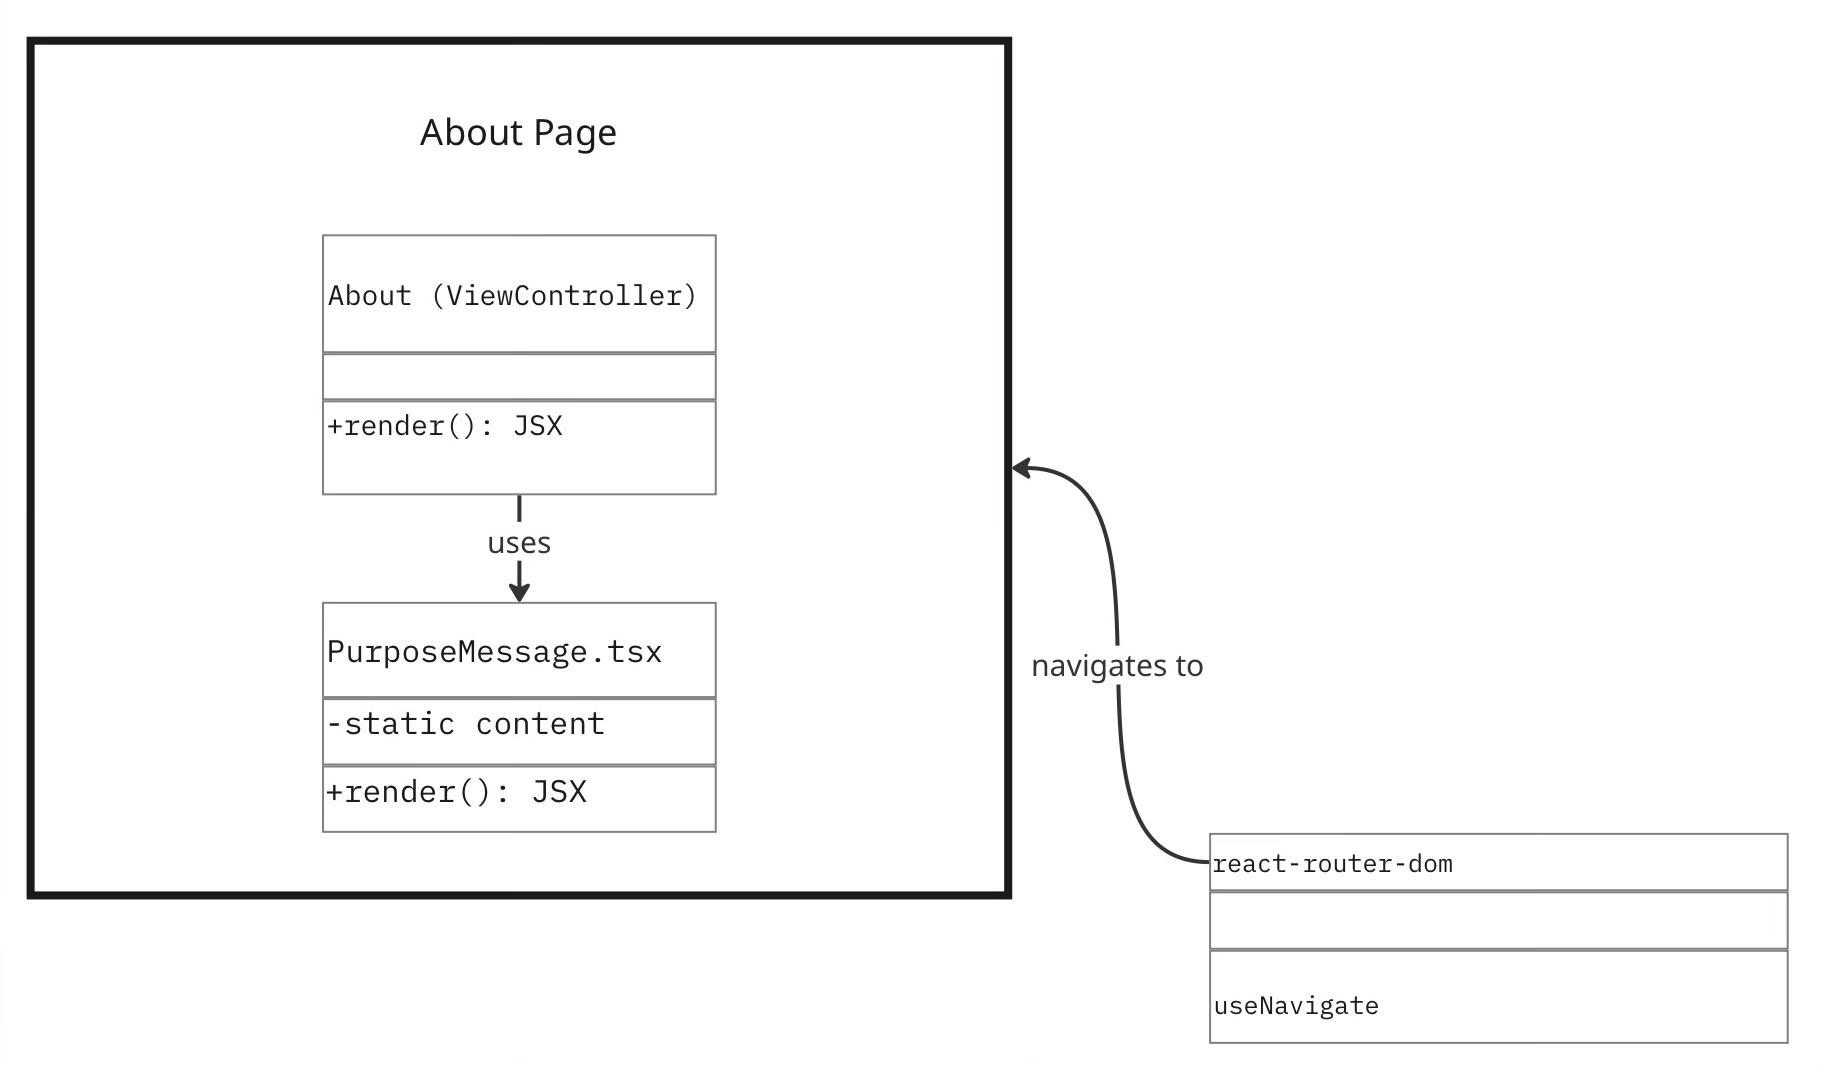 About Page
About (ViewController)
+render(): JSX
uses
PurposeMessage.tsx
-static content
+render(): JSX
navigates to
react-router-dom
useNavigate